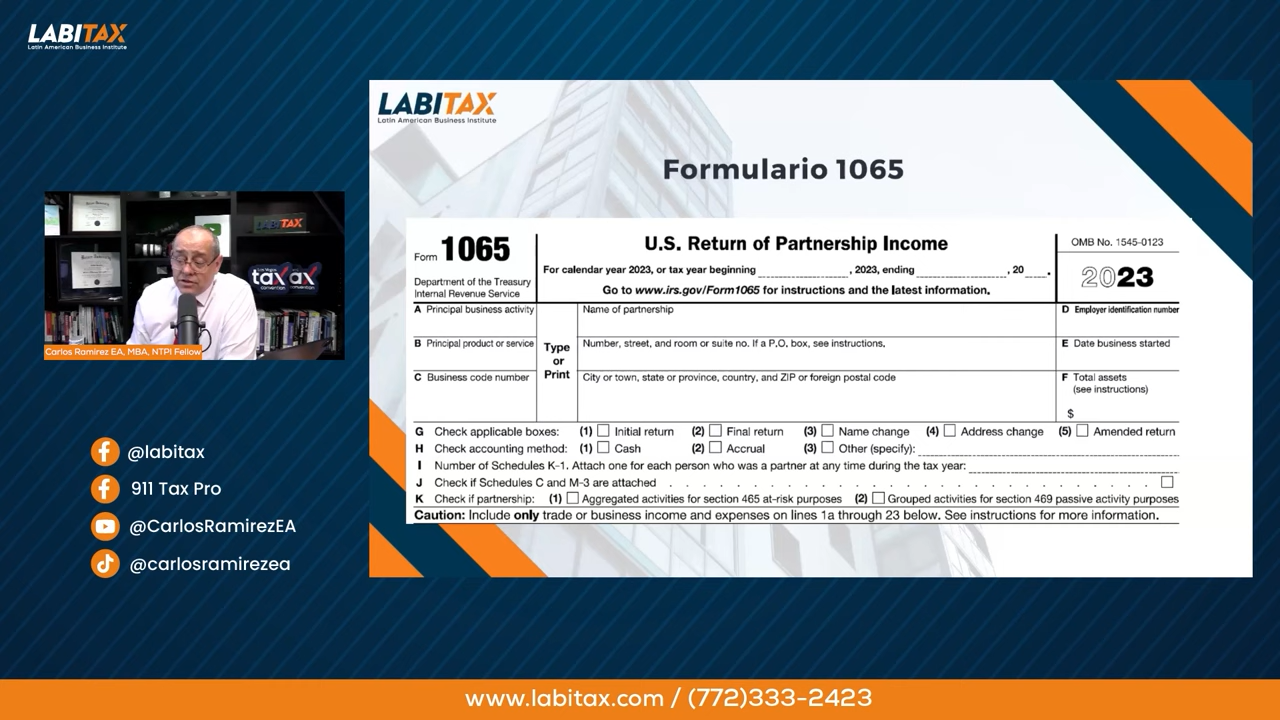 LABITAX
Latin American Business Institute
LABITAX
Latin American Business Institute
Formulario 1065
Form 1065
Department of the Treasury
Internal Revenue Service
U.S. Return of Partnership Income
For calendar year 2023, or tax year beginning , 2023, ending , 20 .
Go to www.irs.gov/Form1065 for instructions and the latest information.
OMB No. 1545-0123
2023
A Principal business activity
B Principal product or service
C Business code number
Type
or
Print
Name of partnership
Number, street, and room or suite no. If a P.O. box, see instructions.
City or town, state or province, country, and ZIP or foreign postal code
D Employer identification number
E Date business started
F Total assets
(see instructions)
$
G Check applicable boxes: (1) Initial return (2) Final return (3) Name change (4) Address change (5) Amended return
H Check accounting method: (1) Cash (2) Accrual (3) Other (specify):
I Number of Schedules K-1. Attach one for each person who was a partner at any time during the tax year:
J Check if Schedules C and M-3 are attached . . . . . . . . . . . . . . . . . . . . . . . . . . . . . .
K Check if partnership: (1) Aggregated activities for section 465 at-risk purposes (2) Grouped activities for section 469 passive activity purposes
Caution: Include only trade or business income and expenses on lines 1a through 23 below. See instructions for more information.
LABITAX
tax
convention
tax
convention
Carlos Ramirez EA, MBA, NTPI Fellow
@labitax
911 Tax Pro
@CarlosRamirezEA
@carlosramirezea
www.labitax.com / (772)333-2423